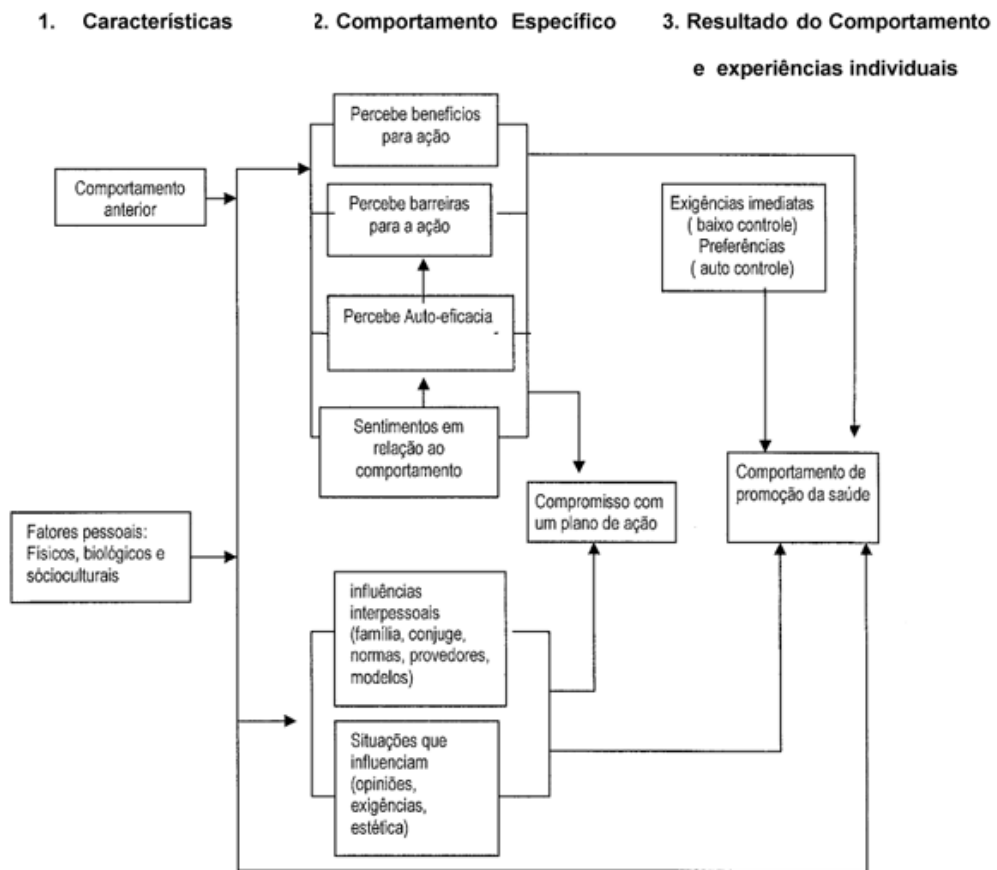 1. Características
2. Comportamento Específico
3. Resultado do Comportamento
e experiências individuais
Comportamento
anterior
Fatores pessoais:
Físicos, biológicos e
sócioculturais
Percebe benefícios
para ação
Percebe barreiras
para a ação
Percebe Auto-eficacia
Sentimentos em
relação ao
comportamento
influências
interpessoais
(família, conjuge,
normas, provedores,
modelos)
Situações que
influenciam
(opiniões,
exigências,
estética)
Compromisso com
um plano de ação
Exigências imediatas
( baixo controle)
Preferências
( auto controle)
Comportamento de
promoção da saúde